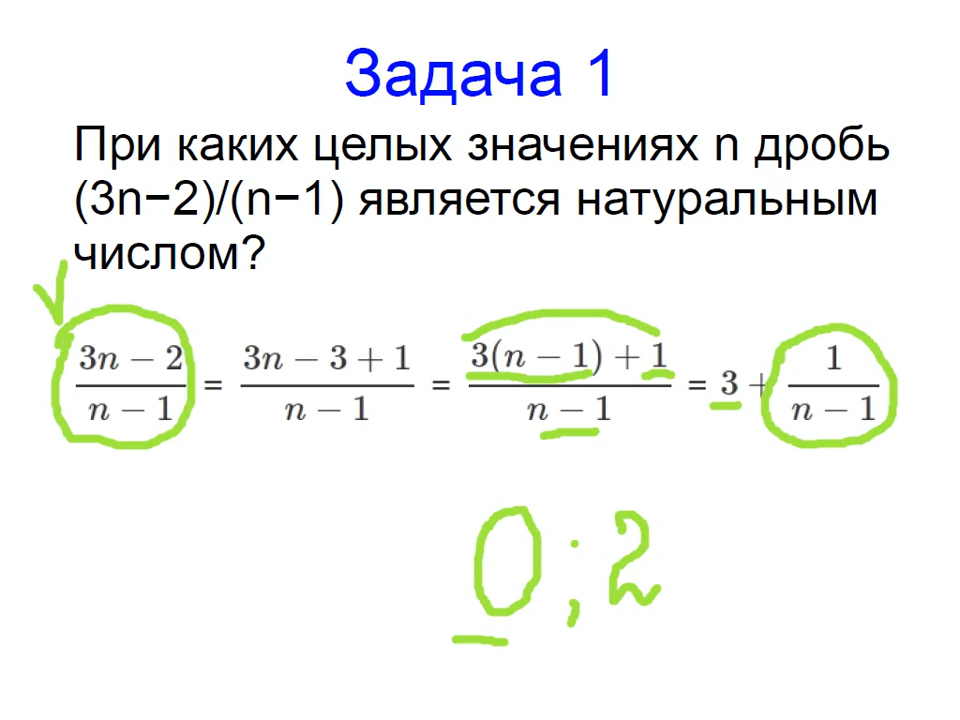 Задача 1
При каких целых значениях n дробь
(3n−2)/(n−1) является натуральным
числом?
(3n − 2)/(n − 1) = (3n − 3 + 1)/(n − 1) = (3(n − 1) + 1)/(n − 1) = 3 + 1/(n − 1)
0 ; 2